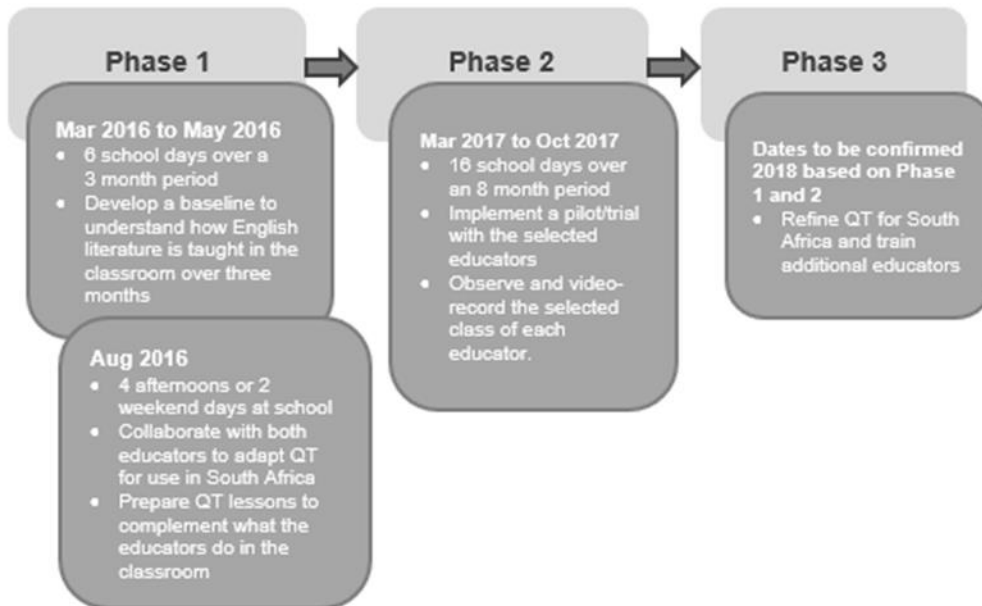 Phase 1
Mar 2016 to May 2016
• 6 school days over a
3 month period
• Develop a baseline to
understand how English
literature is taught in the
classroom over three
months
Aug 2016
• 4 afternoons or 2
weekend days at school
• Collaborate with both
educators to adapt QT
for use in South Africa
• Prepare QT lessons to
complement what the
educators do in the
classroom
Phase 2
Mar 2017 to Oct 2017
• 16 school days over
an 8 month period
• Implement a pilot/trial
with the selected
educators
• Observe and video-
record the selected
class of each
educator.
Phase 3
Dates to be confirmed
2018 based on Phase
1 and 2
• Refine QT for South
Africa and train
additional educators